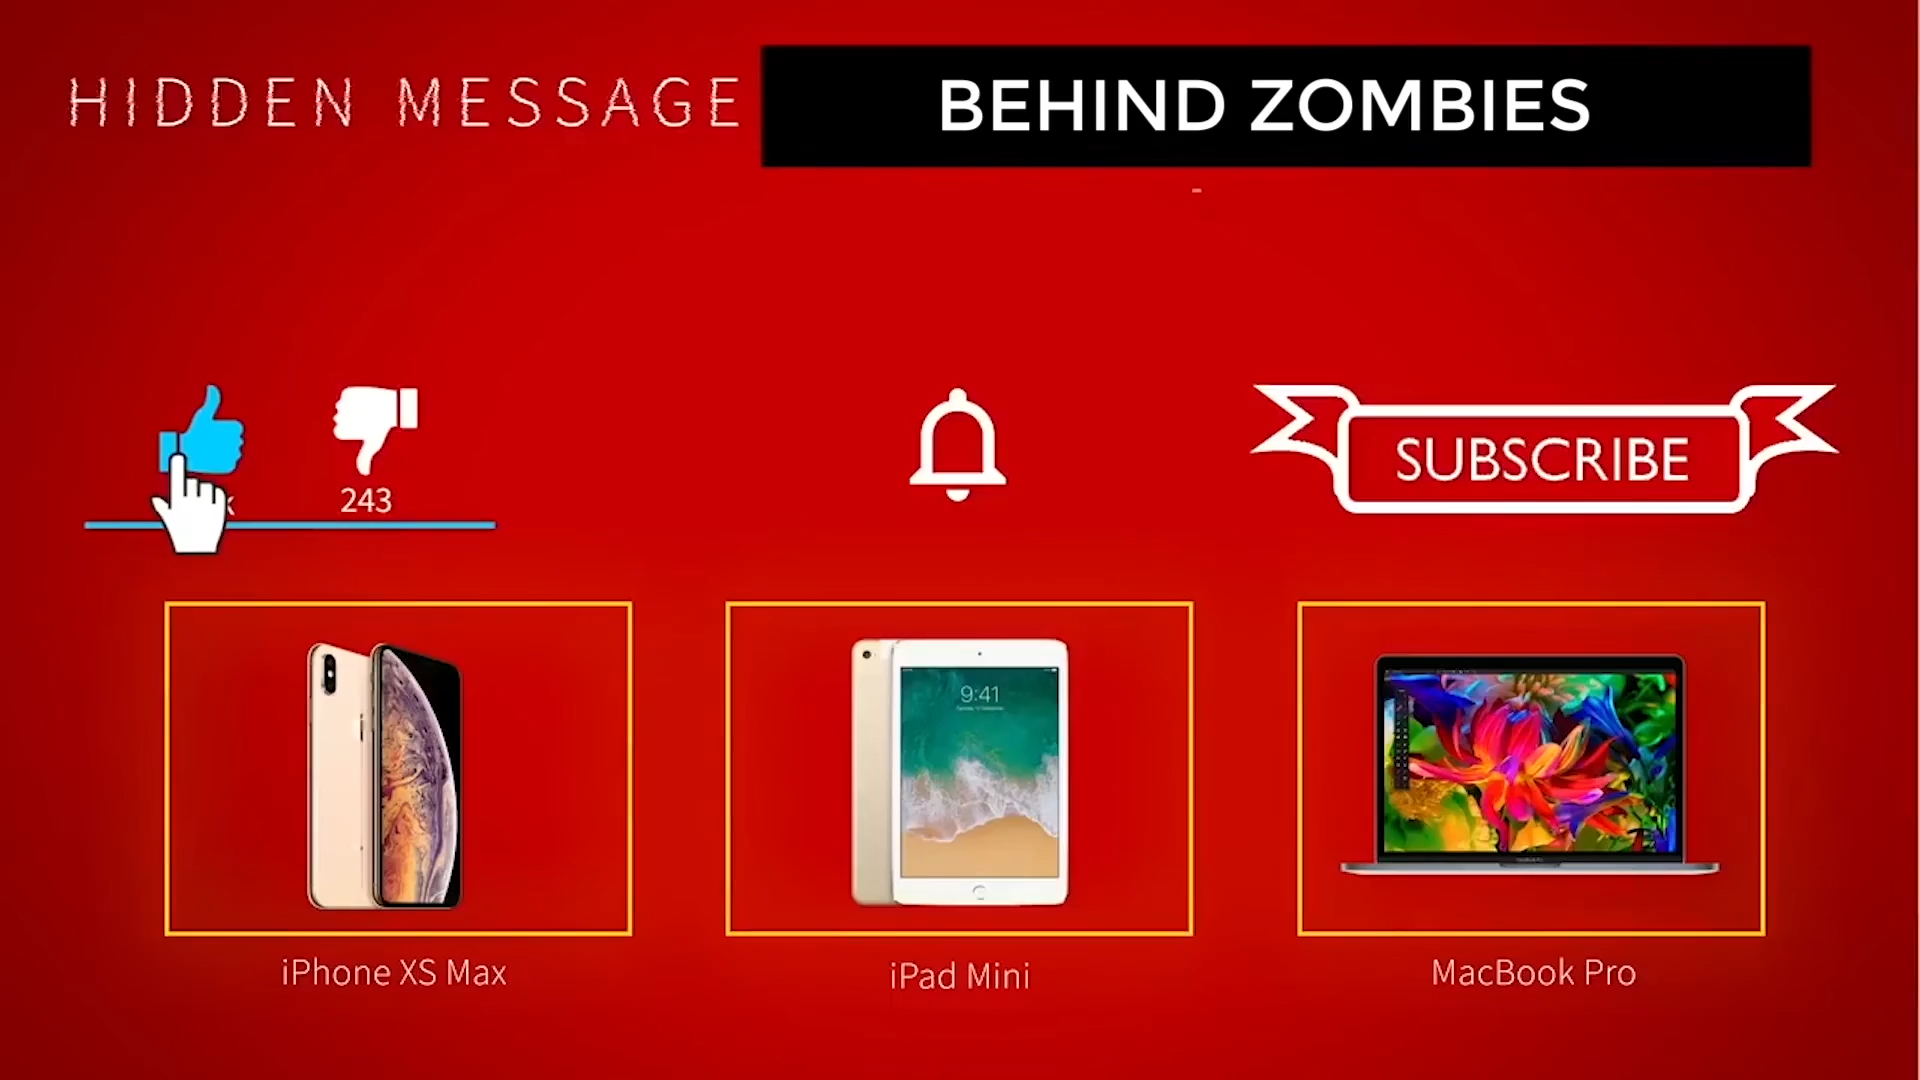 HIDDEN MESSAGE BEHIND ZOMBIES
243
SUBSCRIBE
9:41
iPhone XS Max
iPad Mini
MacBook Pro